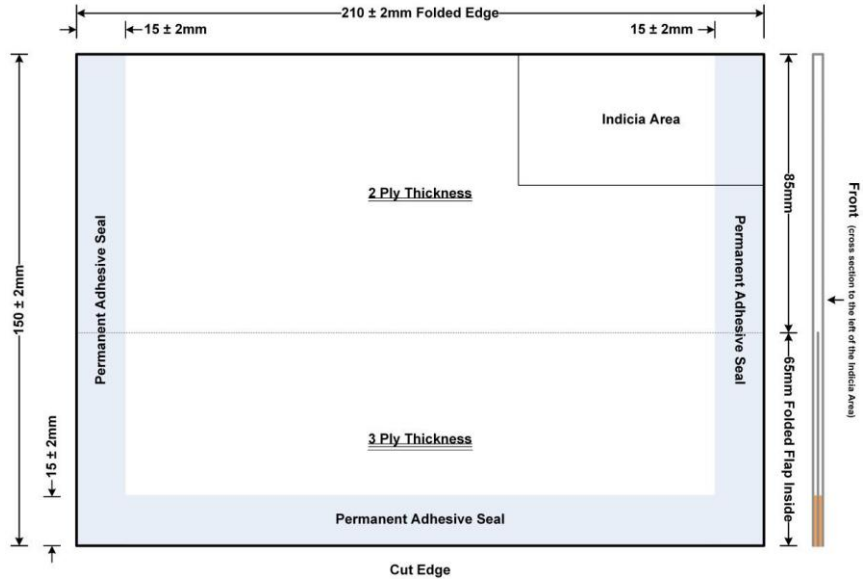 210 ± 2mm Folded Edge
15 ± 2mm
15 ± 2mm
Indicia Area
2 Ply Thickness
85mm
Front (cross section to the left of the Indicia Area)
Permanent Adhesive Seal
Permanent Adhesive Seal
150 ± 2mm
65mm Folded Flap Inside
3 Ply Thickness
15 ± 2mm
Permanent Adhesive Seal
Cut Edge